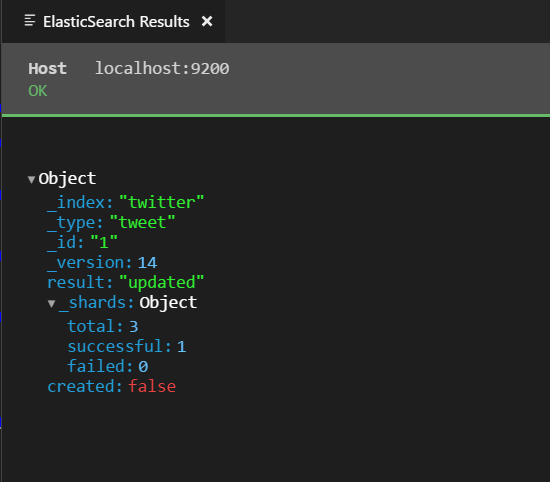 ElasticSearch Results
Host localhost:9200
OK
Object
_index: "twitter"
_type: "tweet"
_id: "1"
_version: 14
result: "updated"
_shards: Object
total: 3
successful: 1
failed: 0
created: false